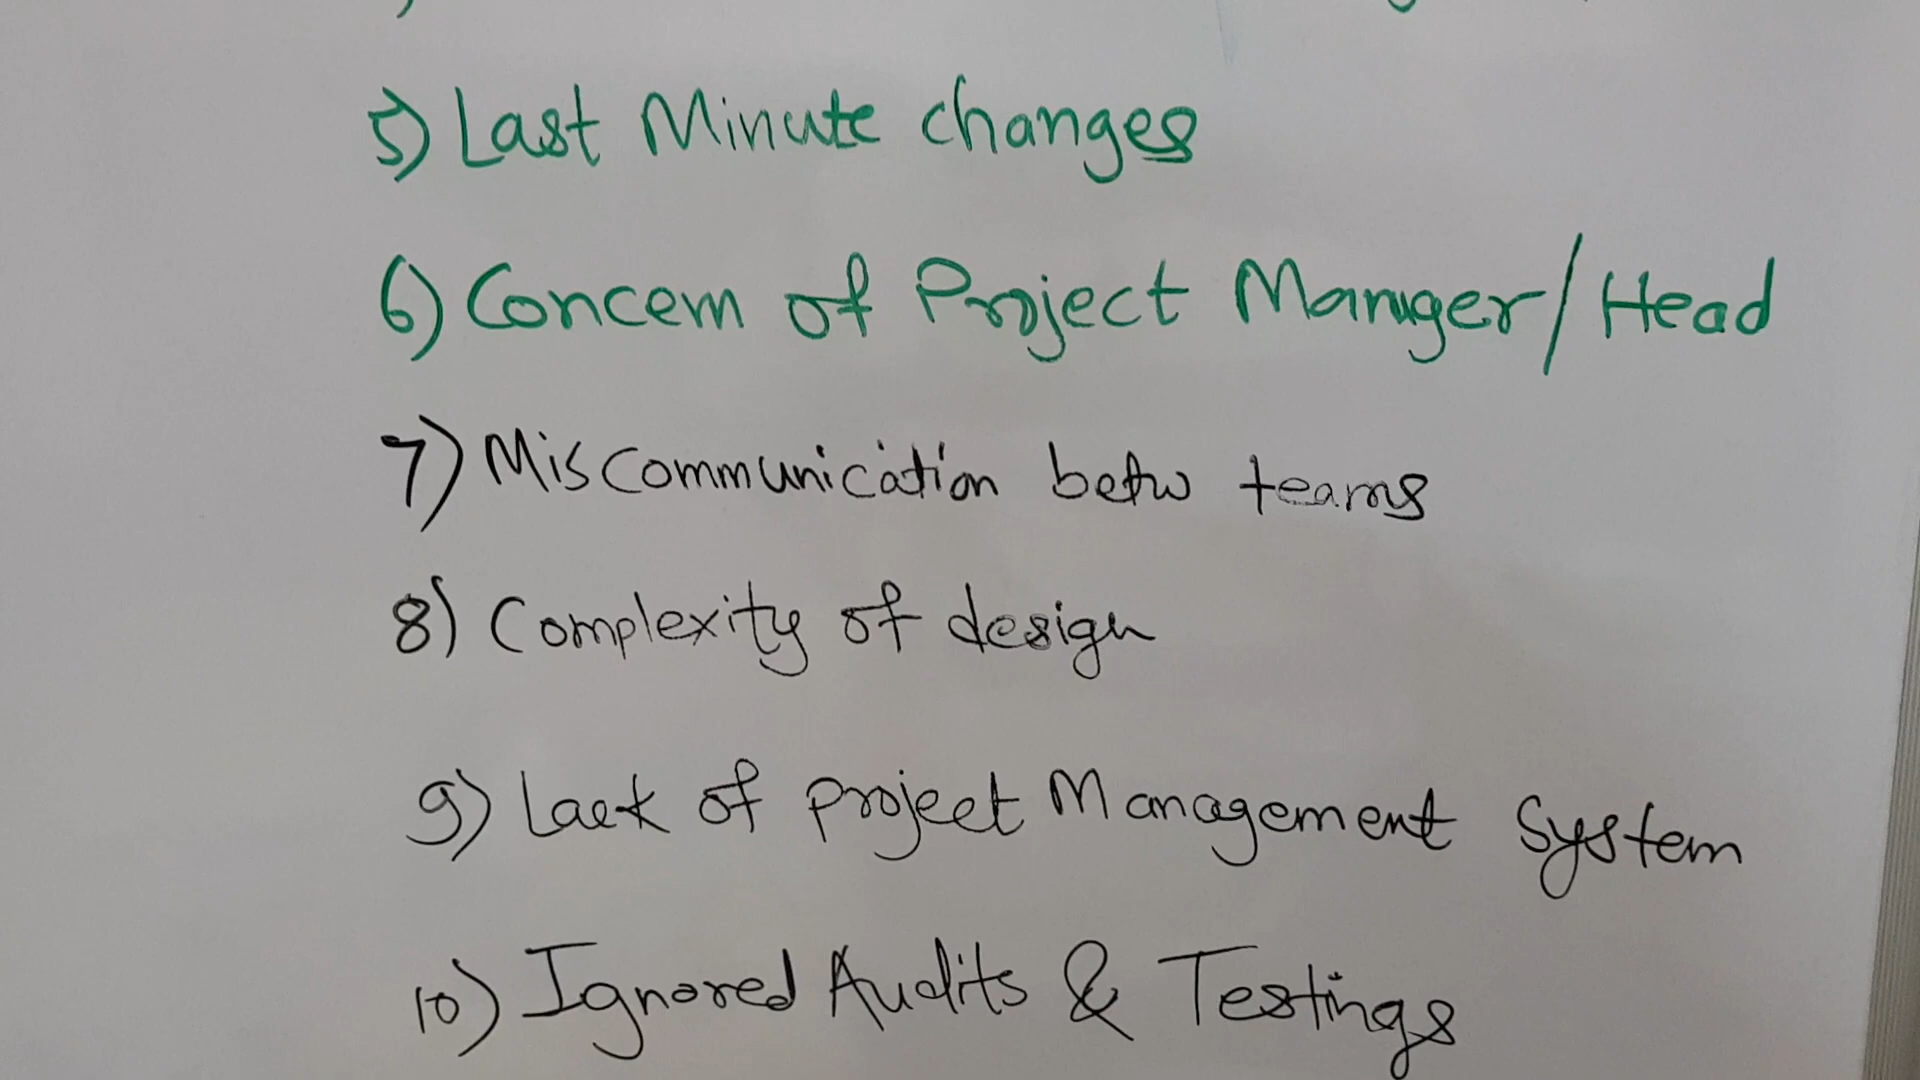 5) Last Minute changes
6) Concern of Project Manager/Head
7) Miscommunication betw teams
8) Complexity of design
9) Lack of project Management System
10) Ignored Audits & Testings